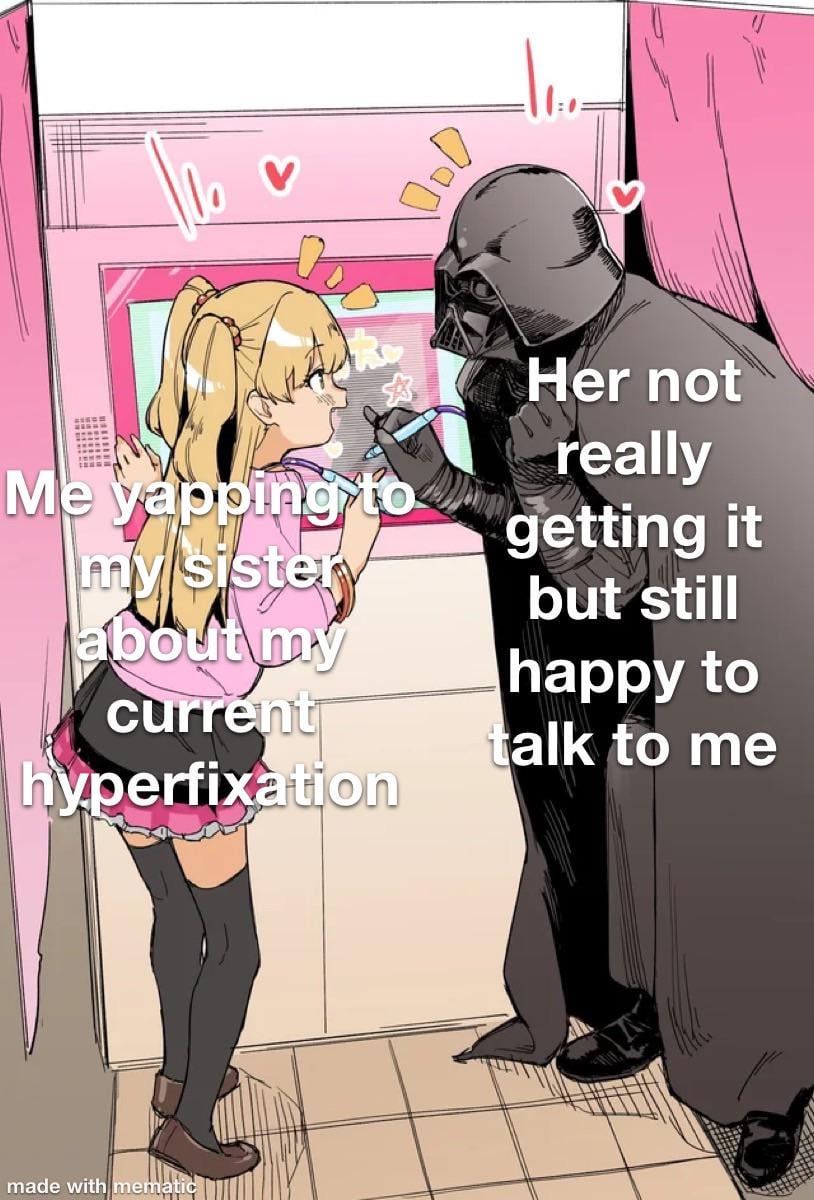 Me yapping to
my sister
about my
current
hyperfixation
Her not
really
getting it
but still
happy to
talk to me
made with mematic